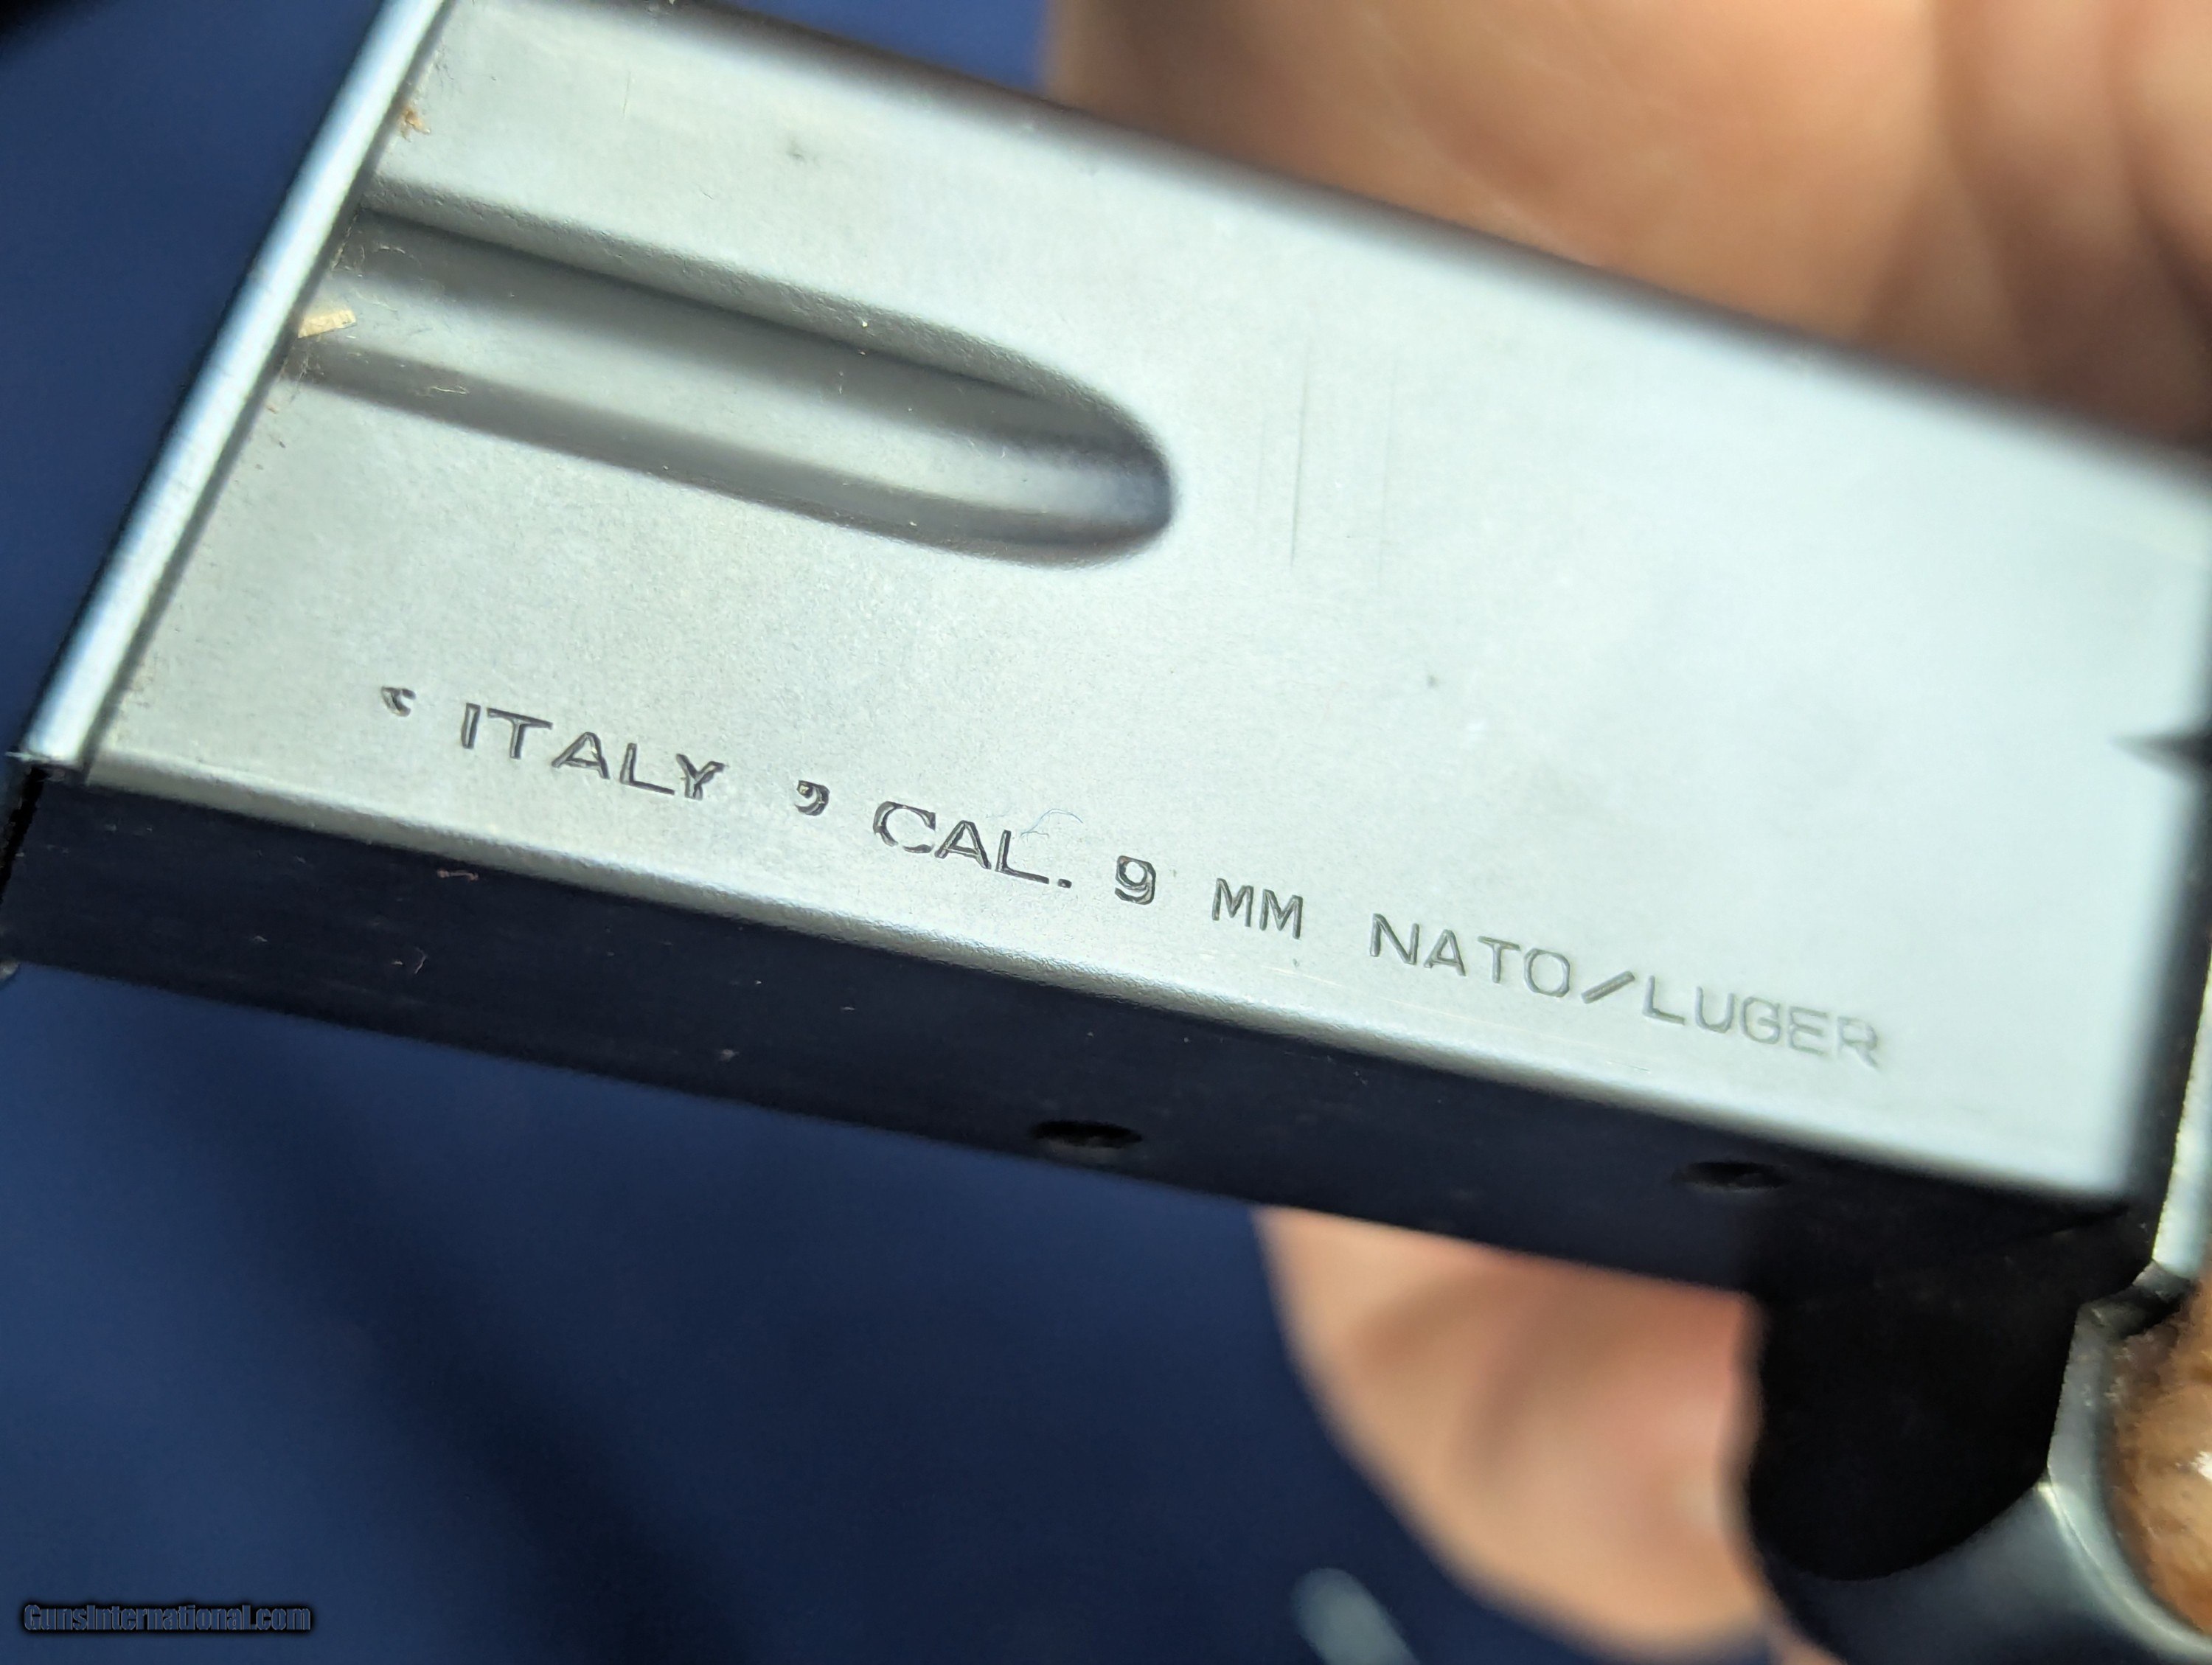 ‘ ITALY ’ CAL. 9 MM NATO/LUGER
GunsInternational.com